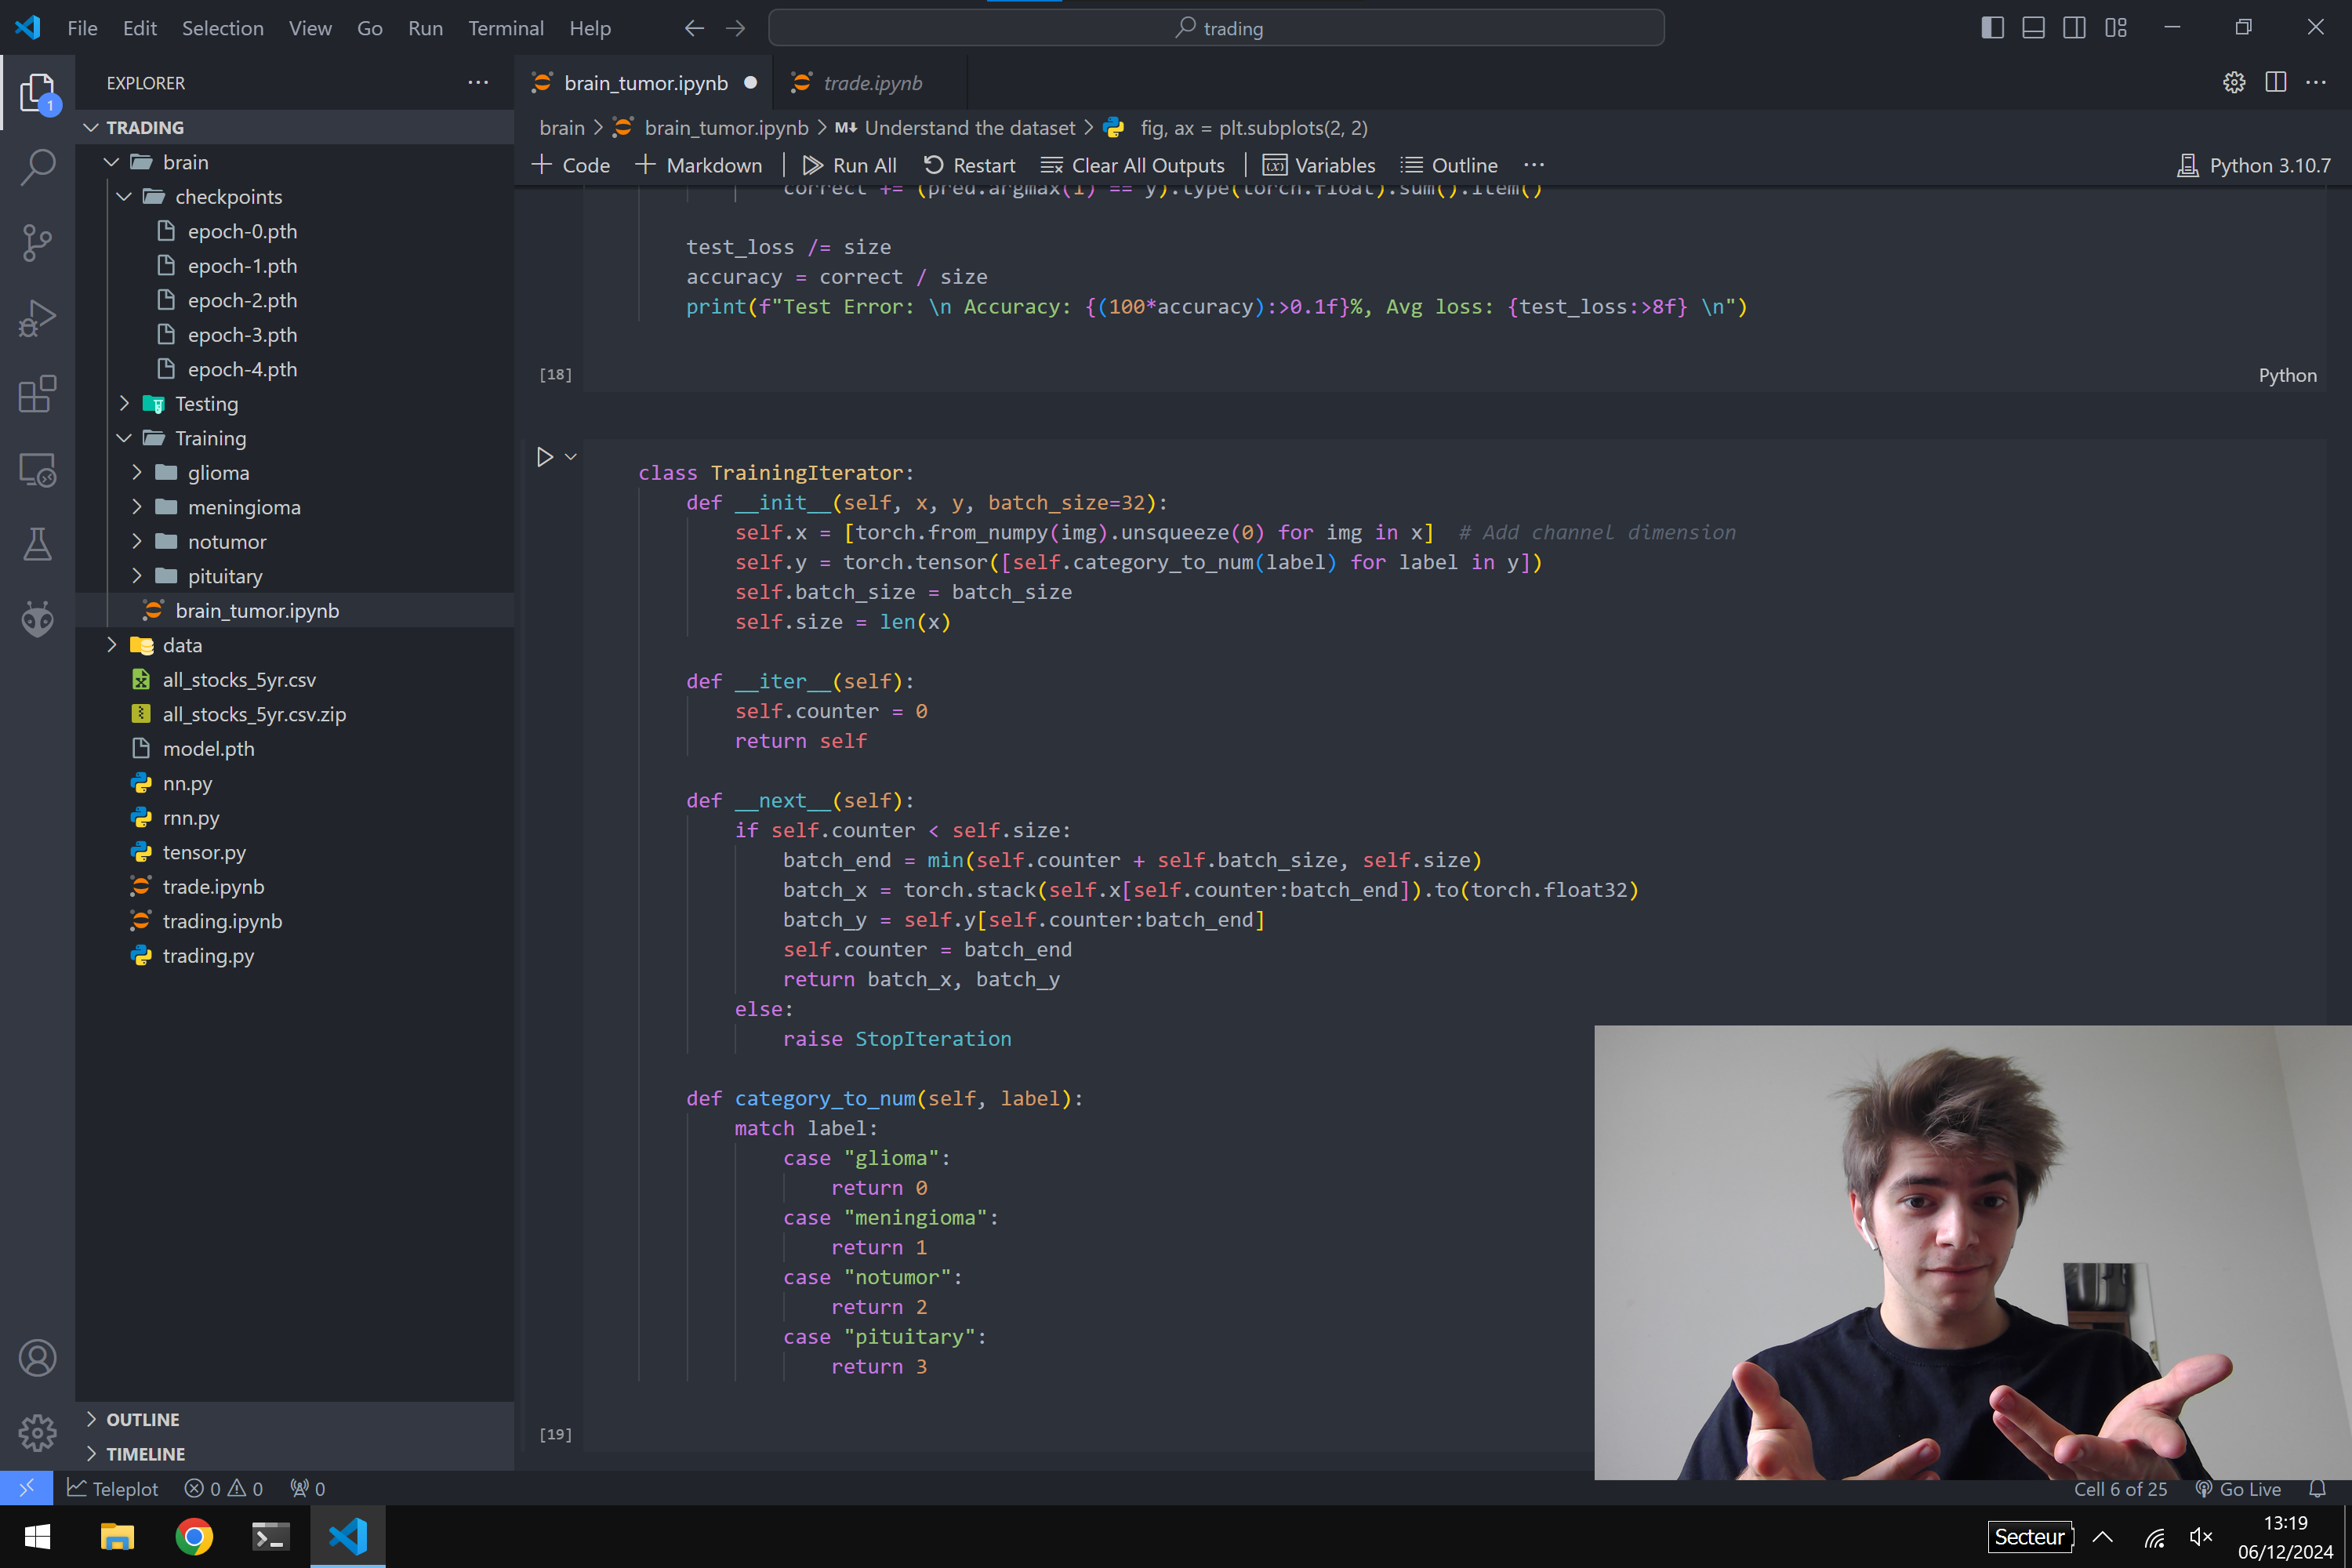 File Edit Selection View Go Run Terminal Help
trading
EXPLORER
1
TRADING
brain
checkpoints
epoch-0.pth
epoch-1.pth
epoch-2.pth
epoch-3.pth
epoch-4.pth
Testing
Training
glioma
meningioma
notumor
pituitary
brain_tumor.ipynb
data
all_stocks_5yr.csv
all_stocks_5yr.csv.zip
model.pth
nn.py
rnn.py
tensor.py
trade.ipynb
trading.ipynb
trading.py
OUTLINE
TIMELINE
brain_tumor.ipynb trade.ipynb
brain > brain_tumor.ipynb > M↓ Understand the dataset > fig, ax = plt.subplots(2, 2)
+ Code + Markdown Run All Restart Clear All Outputs Variables Outline ···
Python 3.10.7
correct += (pred.argmax(1) == y).type(torch.float).sum().item()
test_loss /= size
accuracy = correct / size
print(f"Test Error: \n Accuracy: {(100*accuracy):>0.1f}%, Avg loss: {test_loss:>8f} \n")
[18]
Python
class TrainingIterator:
def __init__(self, x, y, batch_size=32):
self.x = [torch.from_numpy(img).unsqueeze(0) for img in x]  # Add channel dimension
self.y = torch.tensor([self.category_to_num(label) for label in y])
self.batch_size = batch_size
self.size = len(x)
def __iter__(self):
self.counter = 0
return self
def __next__(self):
if self.counter < self.size:
batch_end = min(self.counter + self.batch_size, self.size)
batch_x = torch.stack(self.x[self.counter:batch_end]).to(torch.float32)
batch_y = self.y[self.counter:batch_end]
self.counter = batch_end
return batch_x, batch_y
else:
raise StopIteration
def category_to_num(self, label):
match label:
case "glioma":
return 0
case "meningioma":
return 1
case "notumor":
return 2
case "pituitary":
return 3
[19]
Teleplot 0 0 0
Cell 6 of 25 Go Live
Secteur
13:19
06/12/2024